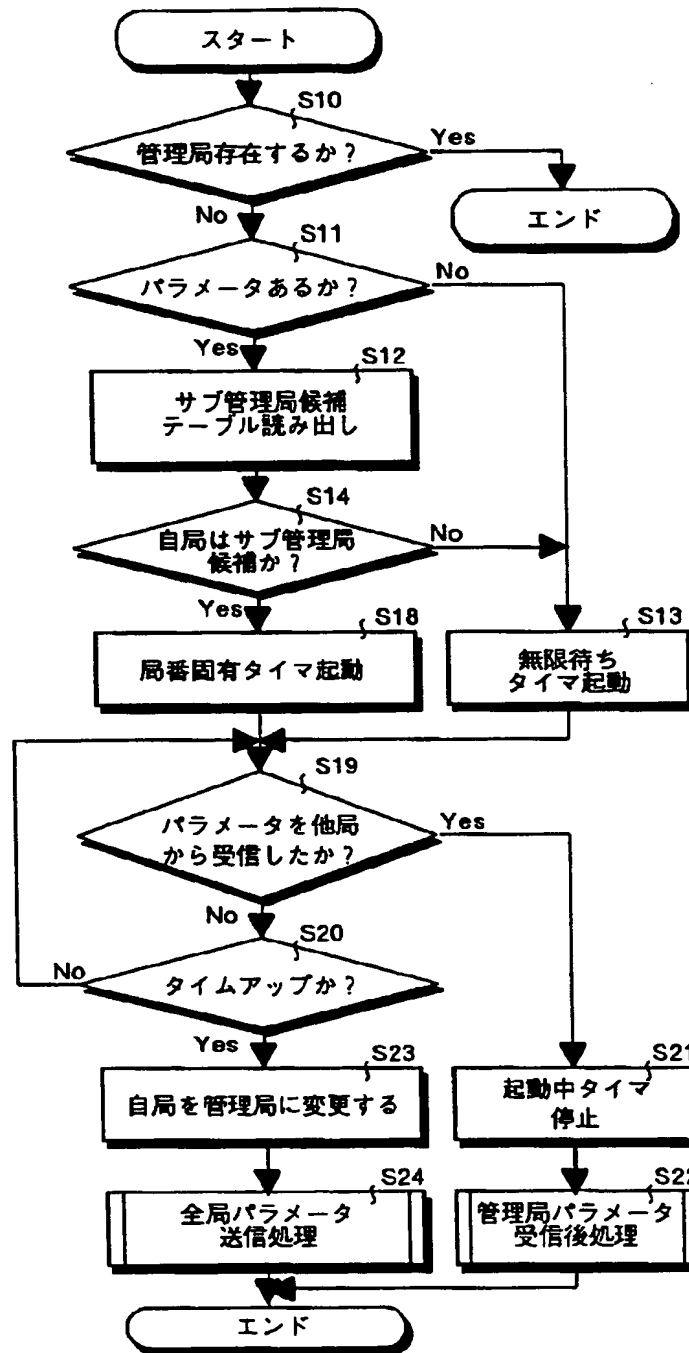 スタート
S10
管理局存在するか？
Yes
エンド
No
S11
パラメータあるか？
No
Yes
S12
サブ管理局候補
テーブル読み出し
S14
自局はサブ管理局
候補か？
No
Yes
S18
局番固有タイマ起動
S13
無限待ち
タイマ起動
S19
パラメータを他局
から受信したか？
Yes
No
S20
タイムアップか？
No
Yes
S23
自局を管理局に変更する
S21
起動中タイマ
停止
S24
全局パラメータ
送信処理
S22
管理局パラメータ
受信後処理
エンド